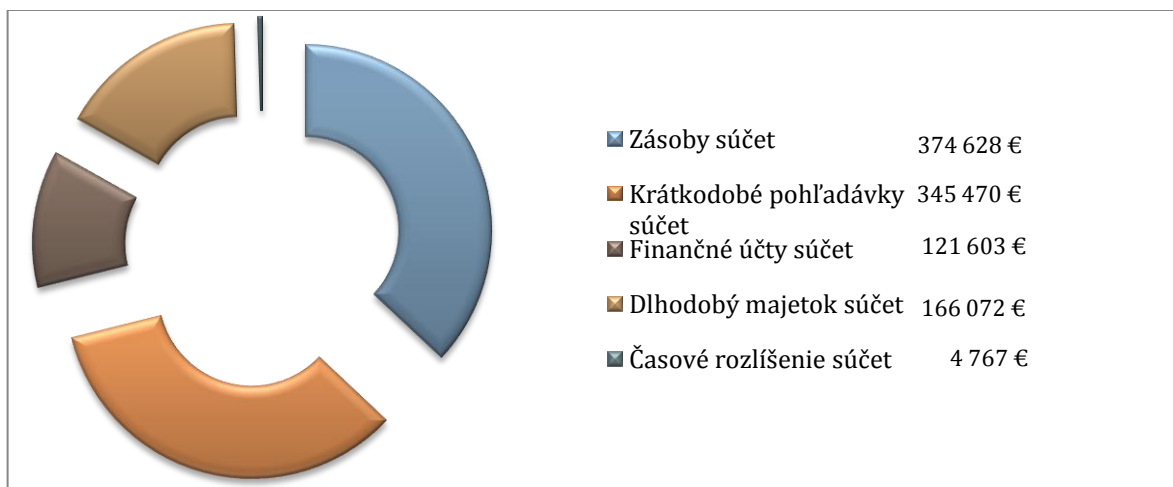 Zásoby súčet 374 628 €
Krátkodobé pohľadávky 345 470 €
súčet
Finančné účty súčet 121 603 €
Dlhodobý majetok súčet 166 072 €
Časové rozlíšenie súčet 4 767 €